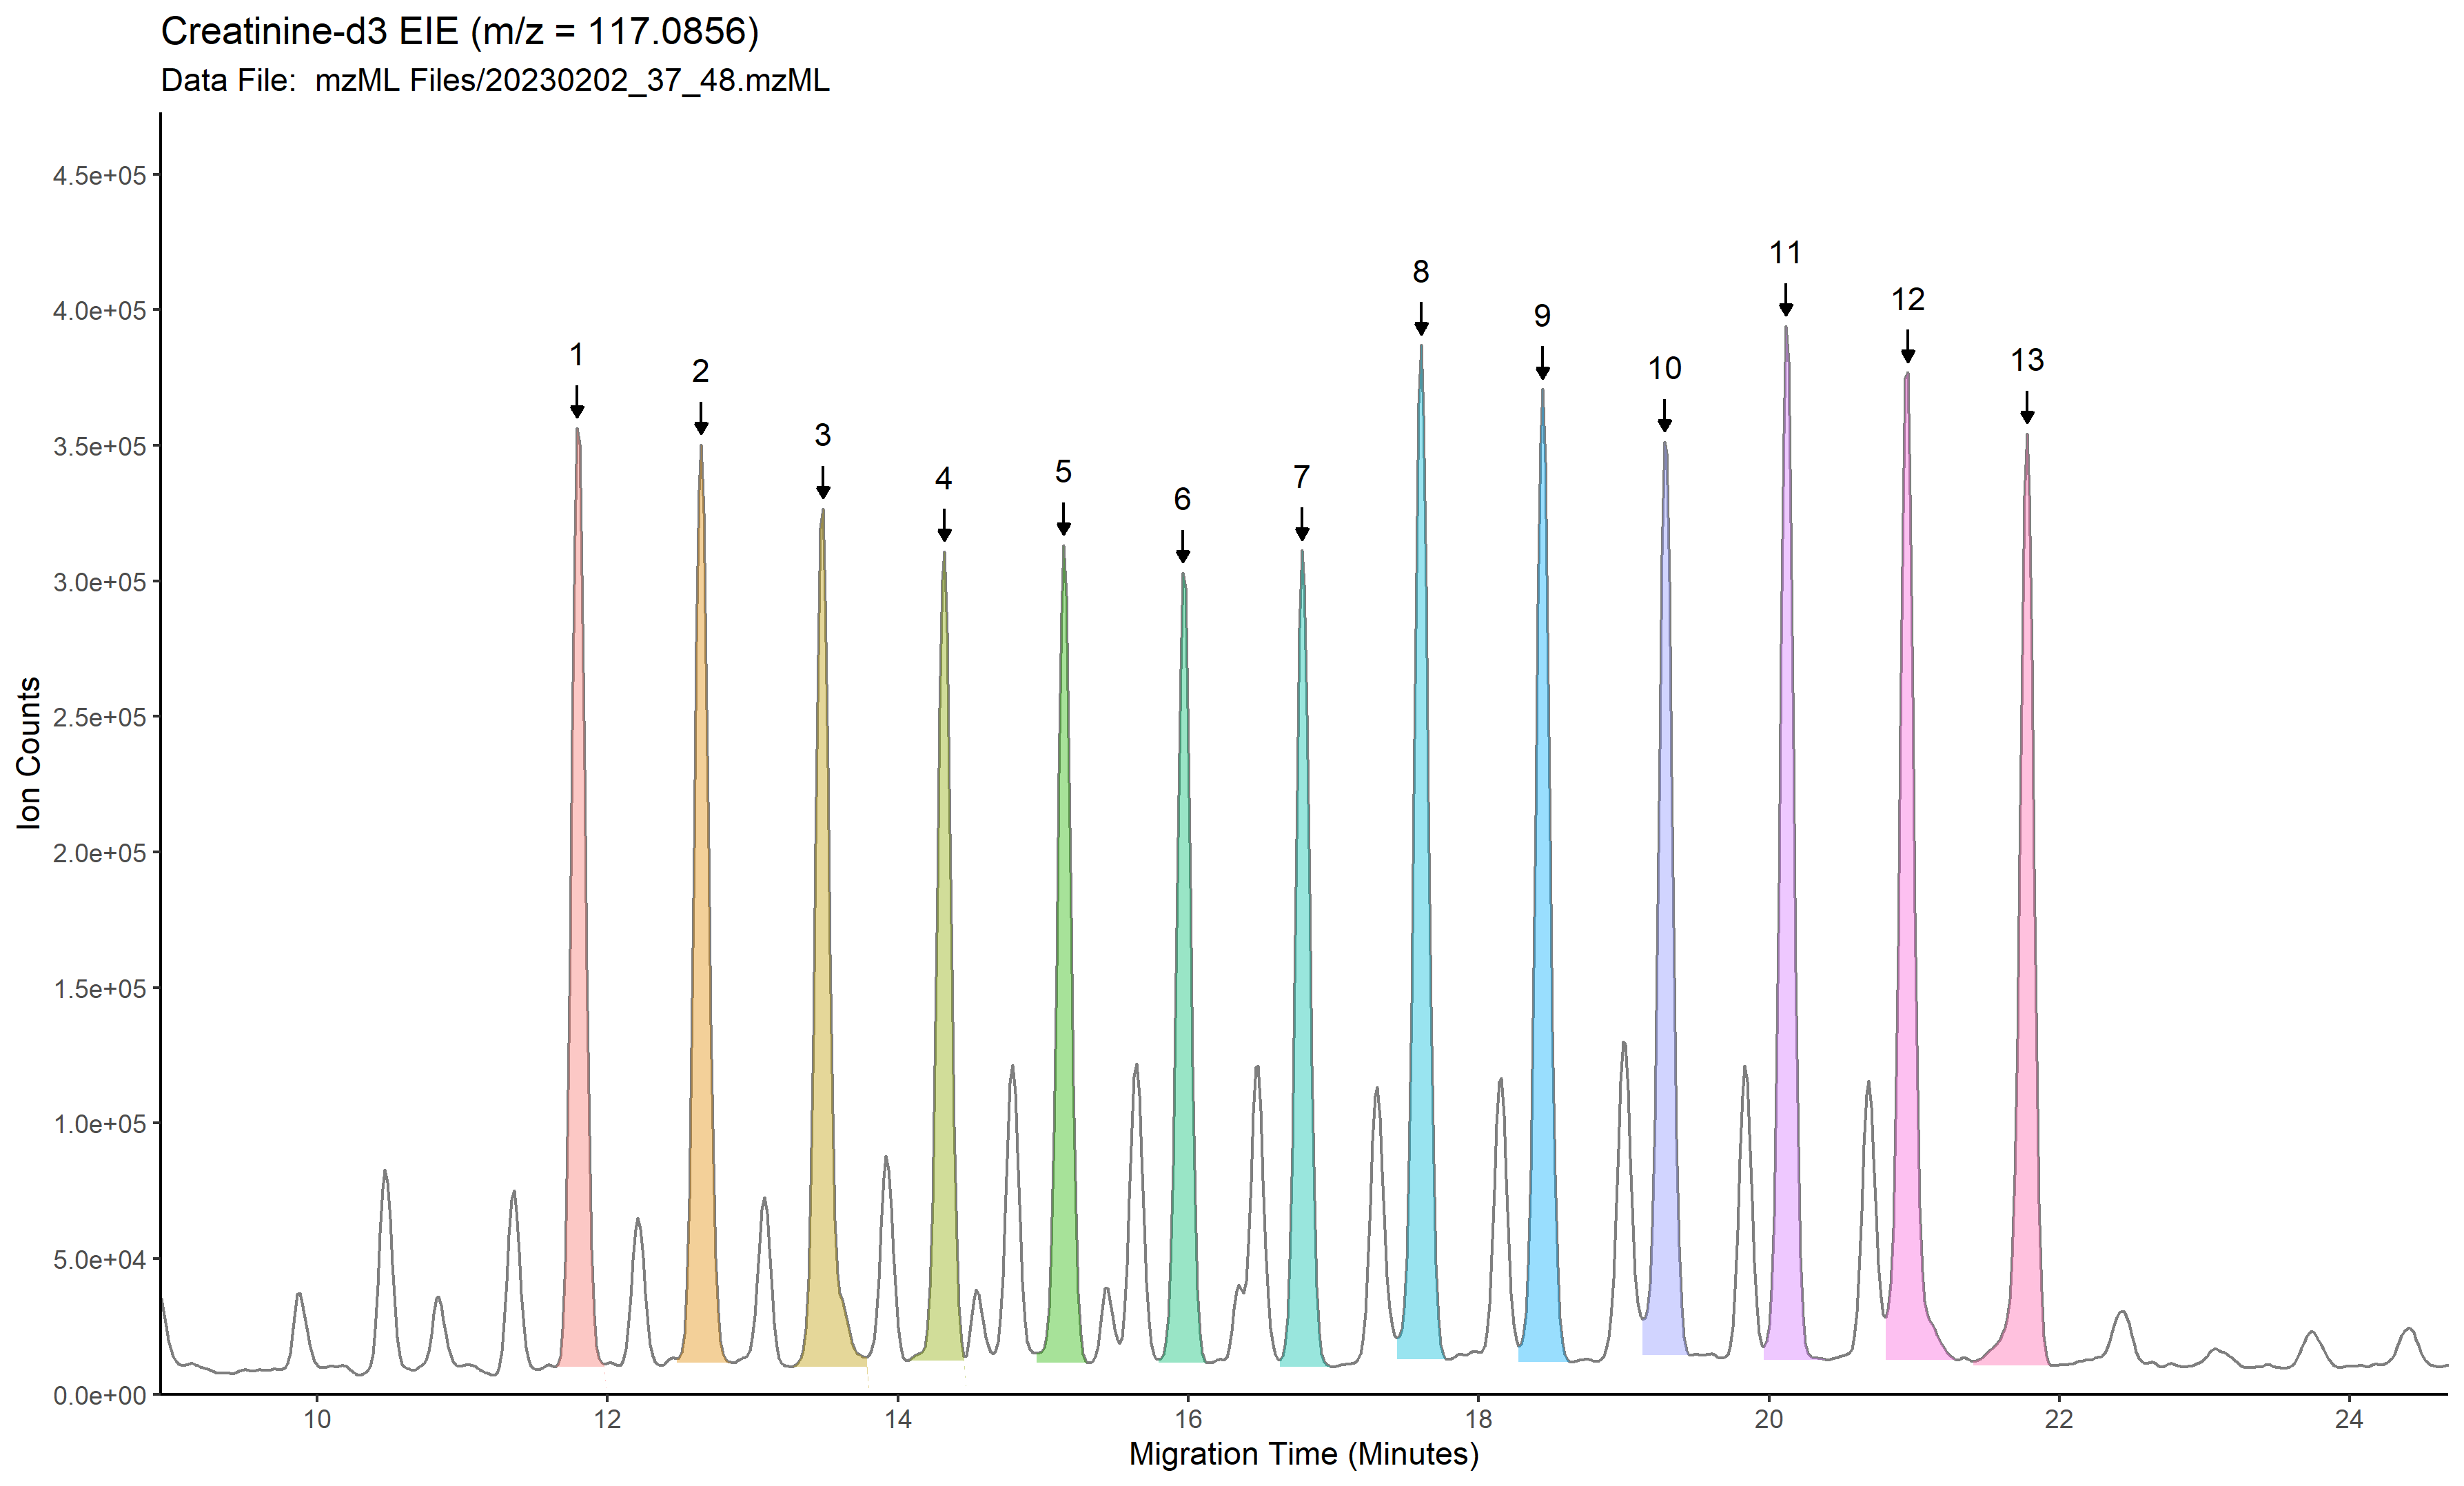 Creatinine-d3 EIE (m/z = 117.0856)
Data File:  mzML Files/20230202_37_48.mzML
Ion Counts
4.5e+05
4.0e+05
3.5e+05
3.0e+05
2.5e+05
2.0e+05
1.5e+05
1.0e+05
5.0e+04
0.0e+00
1
2
3
4
5
6
7
8
9
10
11
12
13
10
12
14
16
18
20
22
24
Migration Time (Minutes)